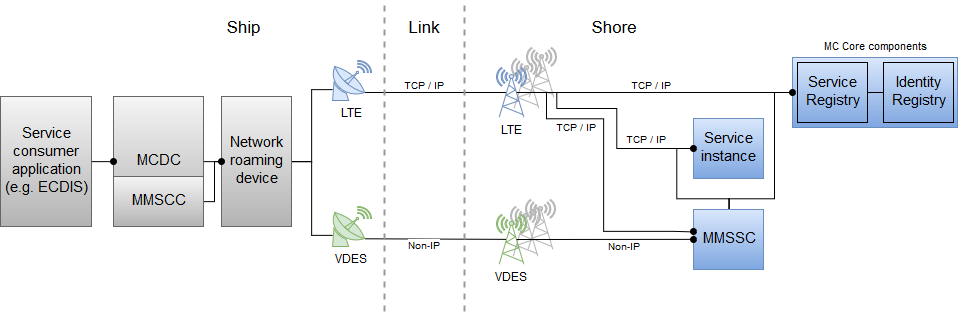 Ship
Link
Shore
MC Core components
Service
consumer
application
(e.g. ECDIS)
MCDC
MMSCC
Network
roaming
device
LTE
VDES
TCP / IP
Non-IP
LTE
VDES
TCP / IP
TCP / IP
TCP / IP
Non-IP
Service
instance
MMSSC
Service
Registry
Identity
Registry